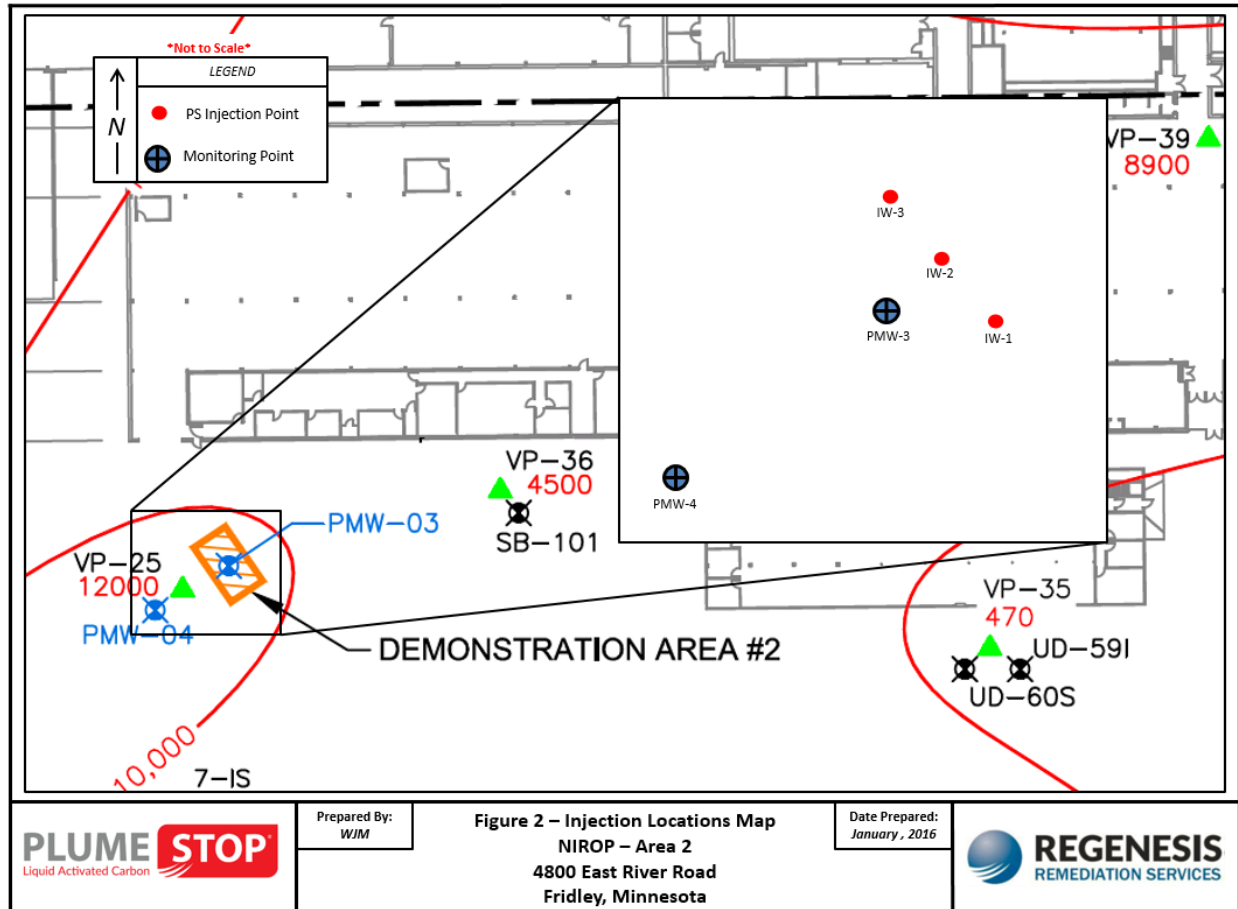 *Not to Scale*
LEGEND
N
PS Injection Point
Monitoring Point
VP-39
8900
IW-3
IW-2
PMW-3
IW-1
PMW-4
VP-36
4500
SB-101
PMW-03
VP-25
12000
PMW-04
DEMONSTRATION AREA #2
VP-35
470
UD-59I
UD-60S
10,000
7-IS
PLUME STOP®
Liquid Activated Carbon
Prepared By:
WJM
Figure 2 – Injection Locations Map
NIROP – Area 2
4800 East River Road
Fridley, Minnesota
Date Prepared:
January , 2016
REGENESIS
REMEDIATION SERVICES